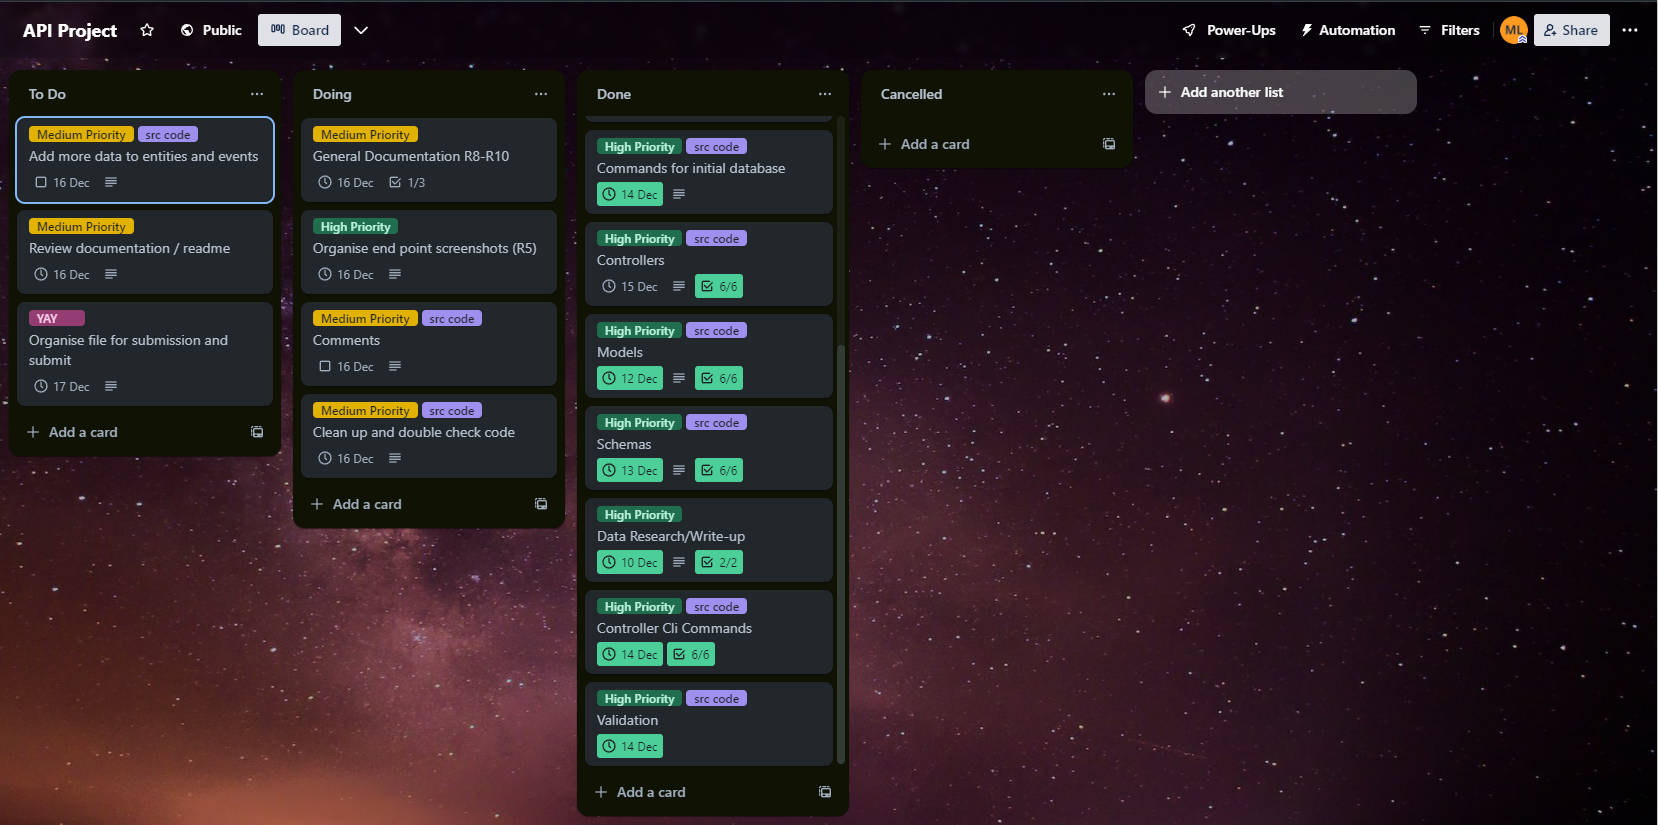 API Project
Public
Board
Power-Ups
Automation
Filters
ML
Share
To Do
Medium Priority src code
Add more data to entities and events
16 Dec
Medium Priority
Review documentation / readme
16 Dec
YAY
Organise file for submission and
submit
17 Dec
Add a card
Doing
Medium Priority
General Documentation R8-R10
16 Dec 1/3
High Priority
Organise end point screenshots (R5)
16 Dec
Medium Priority src code
Comments
16 Dec
Medium Priority src code
Clean up and double check code
16 Dec
Add a card
Done
High Priority src code
Commands for initial database
14 Dec
High Priority src code
Controllers
15 Dec 6/6
High Priority src code
Models
12 Dec 6/6
High Priority src code
Schemas
13 Dec 6/6
High Priority
Data Research/Write-up
10 Dec 2/2
High Priority src code
Controller Cli Commands
14 Dec 6/6
High Priority src code
Validation
14 Dec
Add a card
Cancelled
Add a card
Add another list